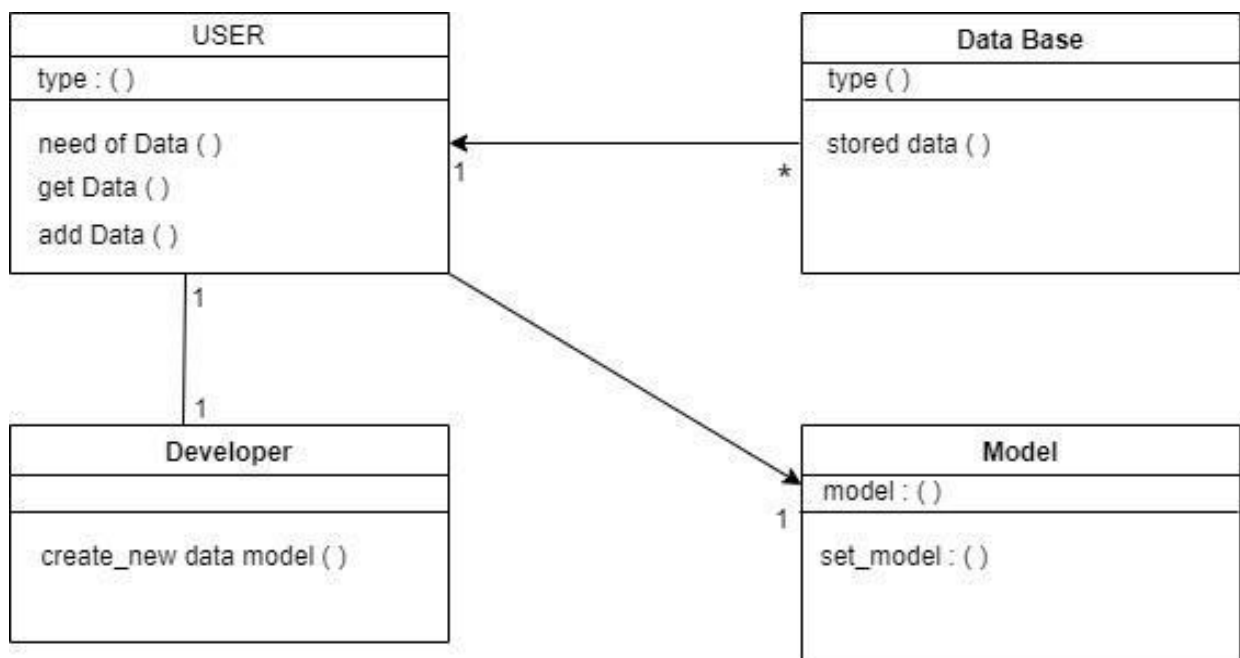 USER
type : ( )
need of Data ( )
get Data ( )
add Data ( )
1
*
Data Base
type ( )
stored data ( )
1
1
Developer
create_new data model ( )
1
Model
model : ( )
set_model : ( )